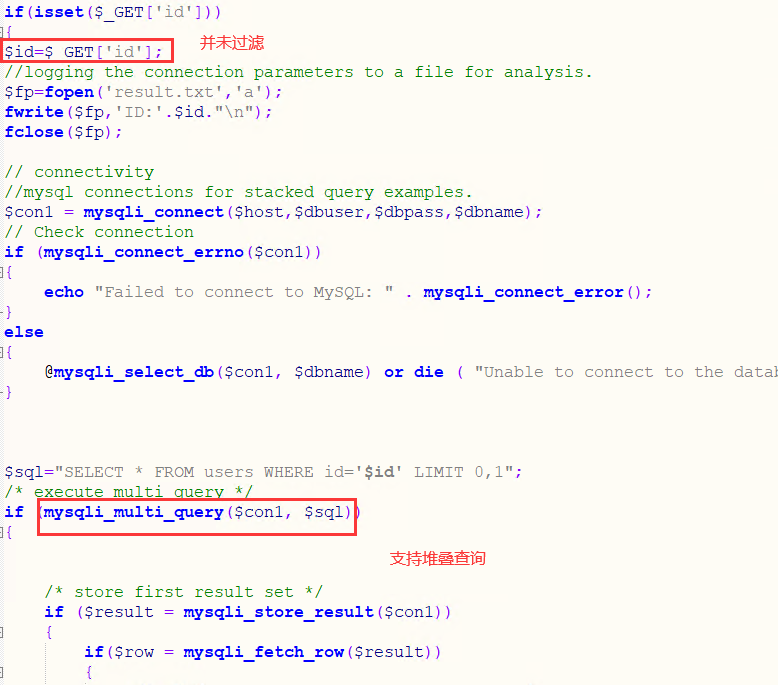 if(isset($_GET['id']))
{
$id=$_GET['id']; 并未过滤
//logging the connection parameters to a file for analysis.
$fp=fopen('result.txt','a');
fwrite($fp,'ID:'.$id."\n");
fclose($fp);
// connectivity
//mysql connections for stacked query examples.
$con1 = mysqli_connect($host,$dbuser,$dbpass,$dbname);
// Check connection
if (mysqli_connect_errno($con1))
{
echo "Failed to connect to MySQL: " . mysqli_connect_error();
}
else
{
@mysqli_select_db($con1, $dbname) or die ( "Unable to connect to the datab
}
$sql="SELECT * FROM users WHERE id='$id' LIMIT 0,1";
/* execute multi query */
if (mysqli_multi_query($con1, $sql))
{
支持堆叠查询
/* store first result set */
if ($result = mysqli_store_result($con1))
{
if($row = mysqli_fetch_row($result))
{